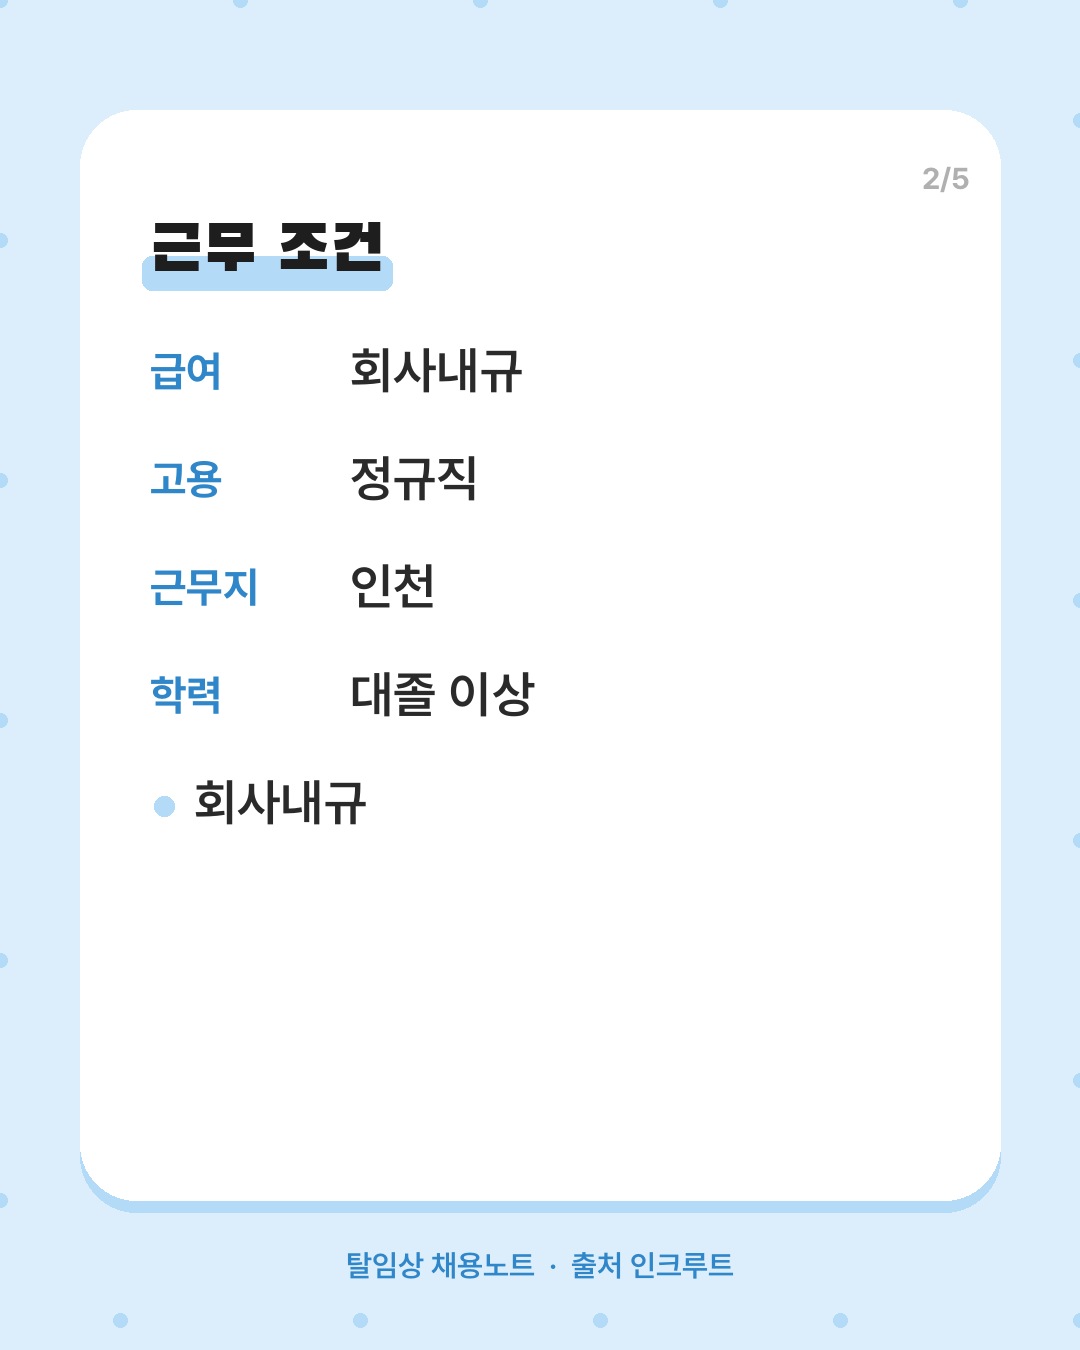 2/5
근무 조건
급여 회사내규
고용 정규직
근무지 인천
학력 대졸 이상
회사내규
탈임상 채용노트 · 출처 인크루트